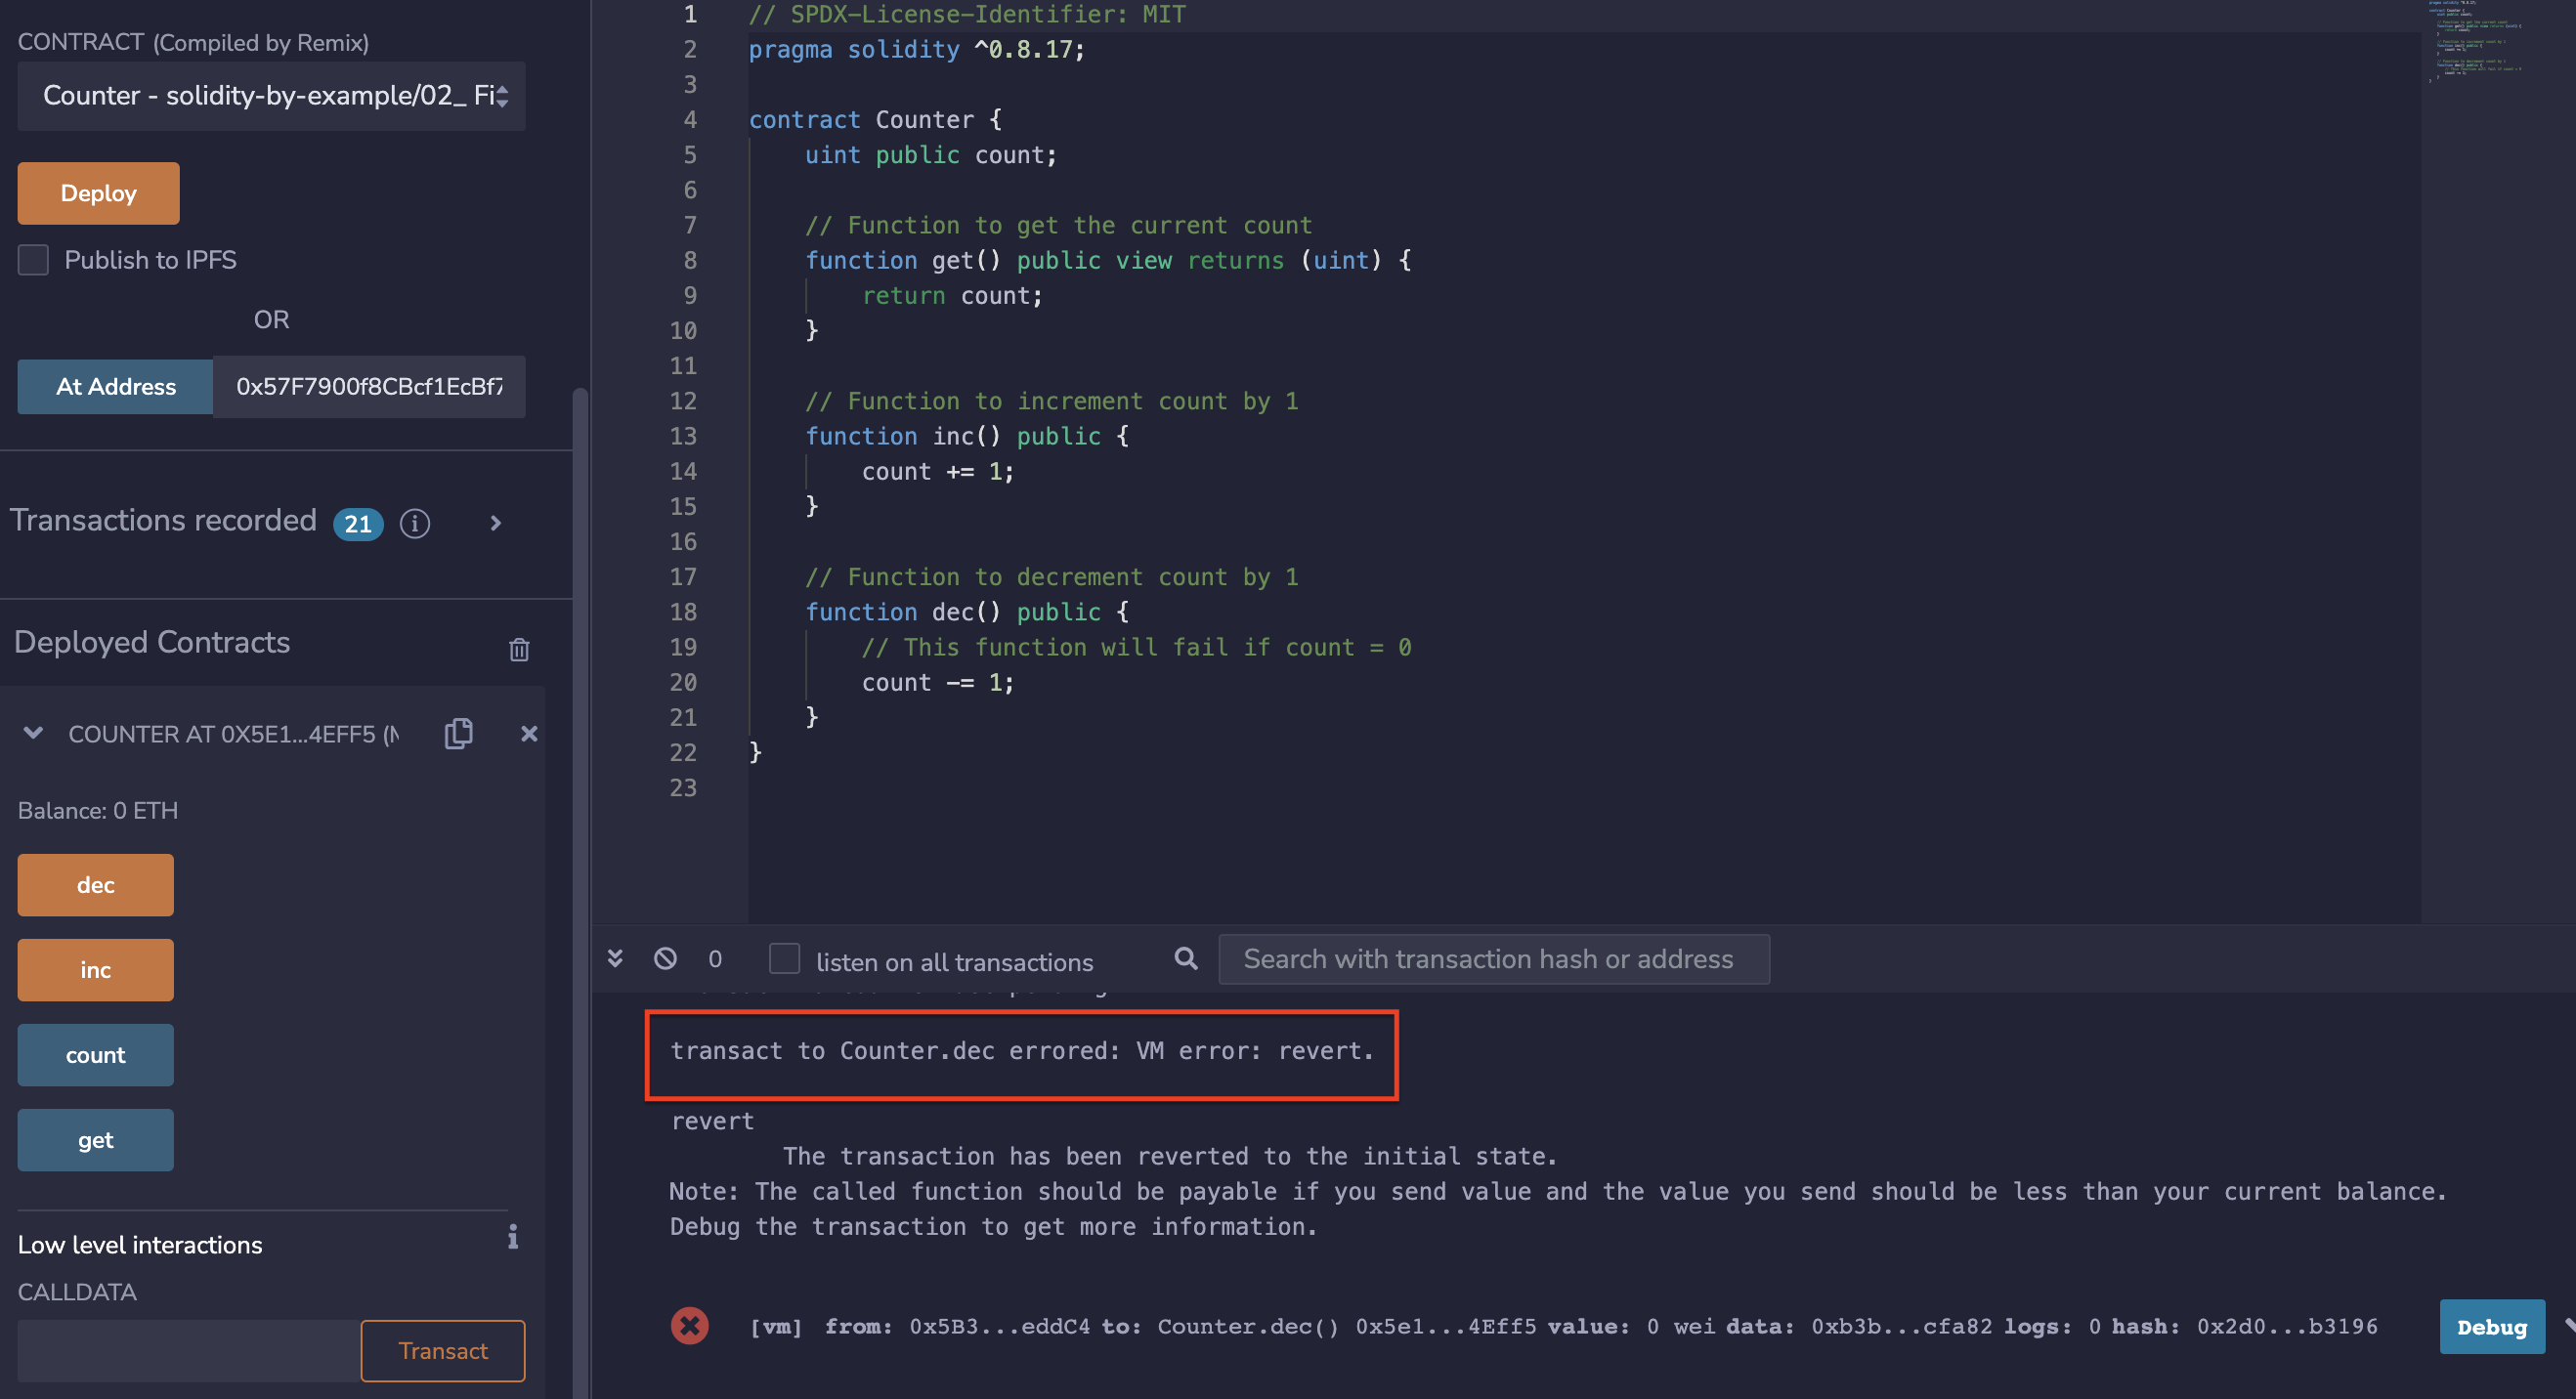 CONTRACT (Compiled by Remix)
Counter - solidity-by-example/02_ Fi
Deploy
Publish to IPFS
OR
At Address 0x57F7900f8CBcf1EcBf7
Transactions recorded 21
Deployed Contracts
COUNTER AT 0X5E1...4EFF5 (M
Balance: 0 ETH
dec
inc
count
get
Low level interactions
CALLDATA
Transact
1 // SPDX-License-Identifier: MIT
2 pragma solidity ^0.8.17;
3
4 contract Counter {
5 uint public count;
6
7 // Function to get the current count
8 function get() public view returns (uint) {
9 return count;
10 }
11
12 // Function to increment count by 1
13 function inc() public {
14 count += 1;
15 }
16
17 // Function to decrement count by 1
18 function dec() public {
19 // This function will fail if count = 0
20 count -= 1;
21 }
22 }
23
0 listen on all transactions Search with transaction hash or address
transact to Counter.dec errored: VM error: revert.
revert
The transaction has been reverted to the initial state.
Note: The called function should be payable if you send value and the value you send should be less than your current balance.
Debug the transaction to get more information.
[vm] from: 0x5B3...eddC4 to: Counter.dec() 0x5e1...4Eff5 value: 0 wei data: 0xb3b...cfa82 logs: 0 hash: 0x2d0...b3196 Debug